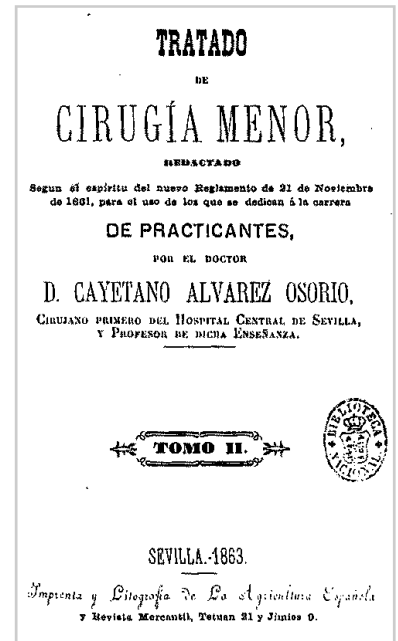 TRATADO
DE
CIRUGÍA MENOR,
REDACTADO
Segun el espíritu del nuevo Reglamento de 21 de Noviembre
de 1861, para el uso de los que se dedican á la carrera
DE PRACTICANTES,
POR EL DOCTOR
D. CAYETANO ALVAREZ OSORIO,
CIRUJANO PRIMERO DEL HOSPITAL CENTRAL DE SEVILLA,
Y PROFESOR DE DICHA ENSEÑANZA.
TOMO II.
BIBLIOTECA
NACIONAL
SEVILLA.-1863.
Imprenta y Litografia de La Agricultura Española
y Revista Mercantil, Tetuan 21 y Jimios 9.